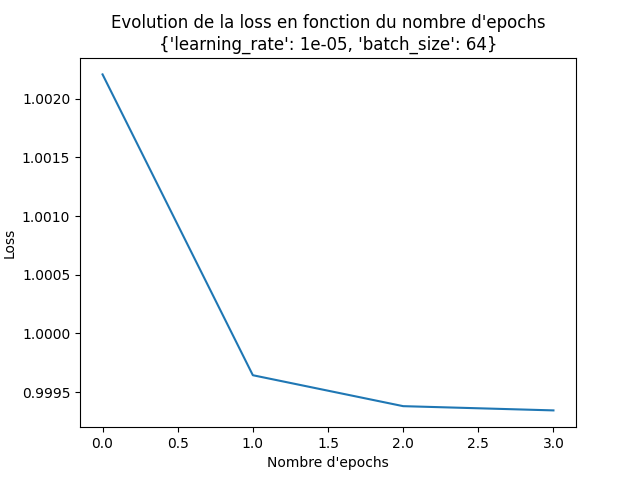 Evolution de la loss en fonction du nombre d'epochs
{'learning_rate': 1e-05, 'batch_size': 64}
1.0020
1.0015
1.0010
1.0005
1.0000
0.9995
Loss
0.0 0.5 1.0 1.5 2.0 2.5 3.0
Nombre d'epochs